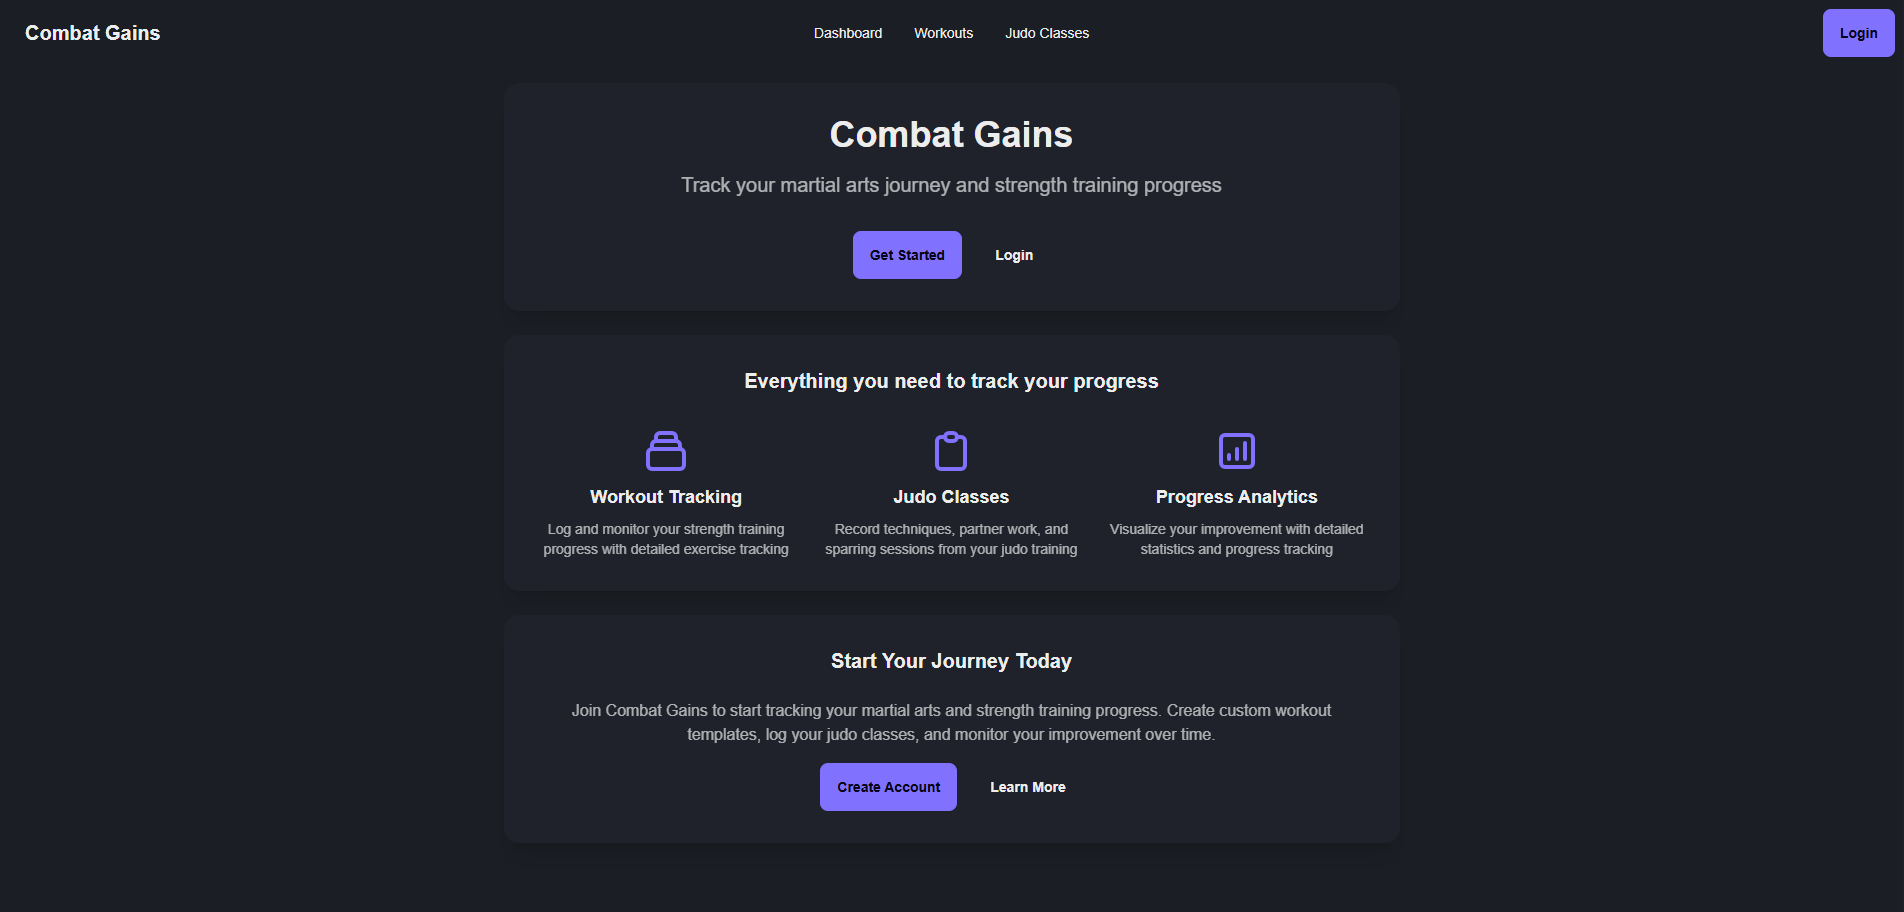 Combat Gains
Dashboard
Workouts
Judo Classes
Login
Combat Gains
Track your martial arts journey and strength training progress
Get Started
Login
Everything you need to track your progress
Workout Tracking
Log and monitor your strength training
progress with detailed exercise tracking
Judo Classes
Record techniques, partner work, and
sparring sessions from your judo training
Progress Analytics
Visualize your improvement with detailed
statistics and progress tracking
Start Your Journey Today
Join Combat Gains to start tracking your martial arts and strength training progress. Create custom workout
templates, log your judo classes, and monitor your improvement over time.
Create Account
Learn More